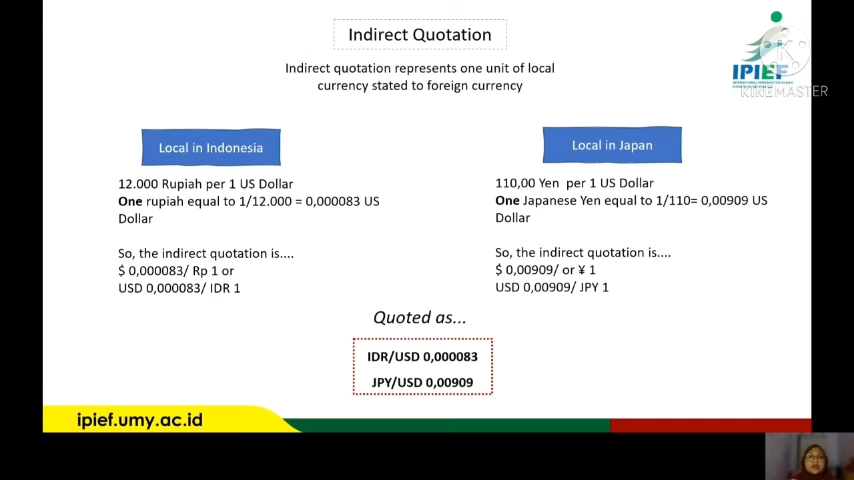 Indirect Quotation
Indirect quotation represents one unit of local
currency stated to foreign currency
IPIEF
KINEMASTER
Local in Indonesia
12.000 Rupiah per 1 US Dollar
One rupiah equal to 1/12.000 = 0,000083 US
Dollar
So, the indirect quotation is....
$ 0,000083/ Rp 1 or
USD 0,000083/ IDR 1
Local in Japan
110,00 Yen per 1 US Dollar
One Japanese Yen equal to 1/110= 0,00909 US
Dollar
So, the indirect quotation is....
$ 0,00909/ or ¥ 1
USD 0,00909/ JPY 1
Quoted as...
IDR/USD 0,000083
JPY/USD 0,00909
ipief.umy.ac.id